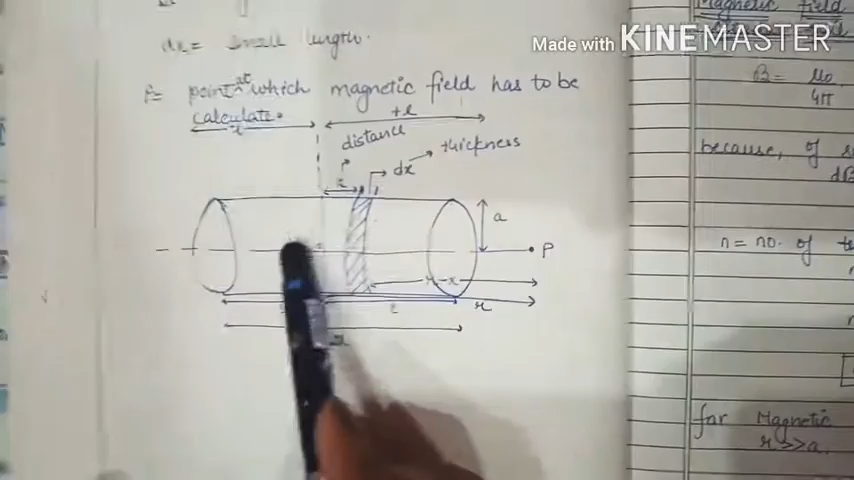 dx = small length.
Made with KINEMASTER
P = point at which magnetic field has to be
calculate.
+l
distance
thickness
dx
x
a
P
r-x
l
r
2l
Magnetic field
B = μ0
4π
because, of
dB
n = no. of
for Magnetic
r>>a.